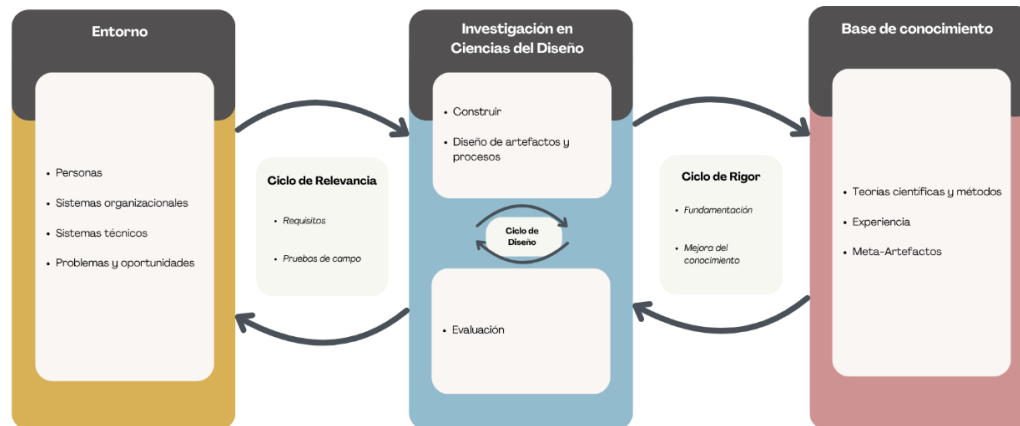 Entorno
• Personas
• Sistemas organizacionales
• Sistemas técnicos
• Problemas y oportunidades
Ciclo de Relevancia
• Requisitos
• Pruebas de campo
Investigación en
Ciencias del Diseño
• Construir
• Diseño de artefactos y
procesos
Ciclo de
Diseño
• Evaluación
Ciclo de Rigor
• Fundamentación
• Mejora del
conocimiento
Base de conocimiento
• Teorías científicas y métodos
• Experiencia
• Meta-Artefactos